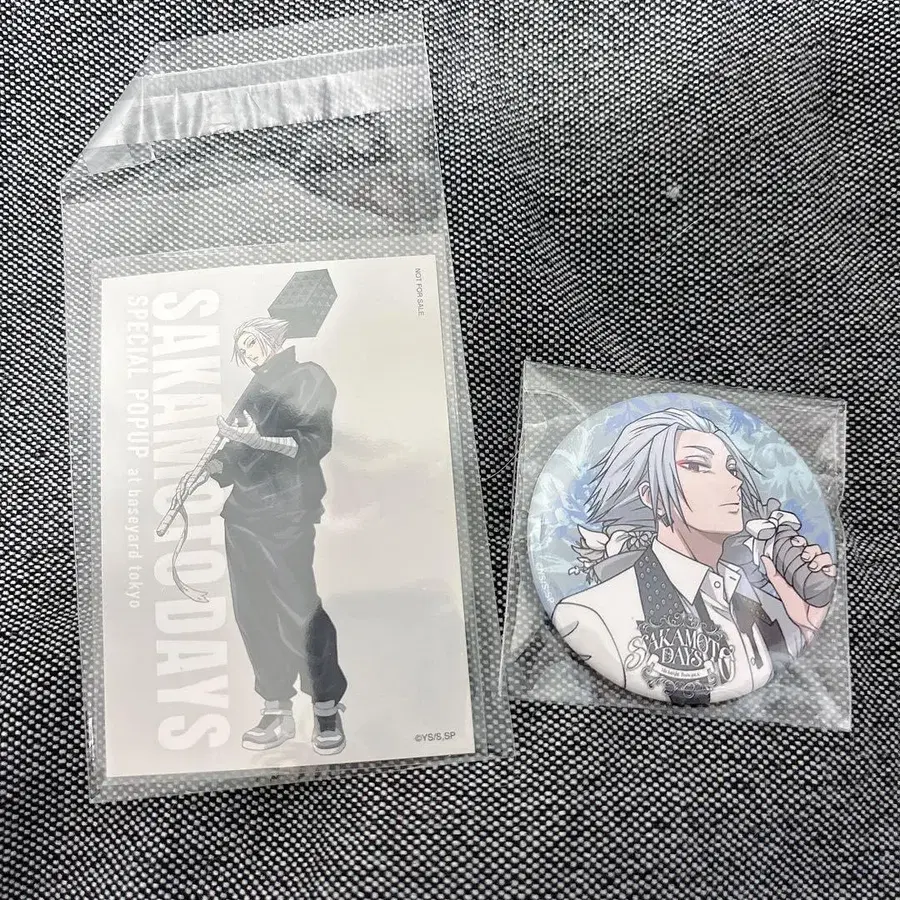 NOT FOR SALE
SAKAMOTO DAYS
SPECIAL POPUP at baseyard tokyo
©YS/S,SP
SAKAMOTO
DAYS